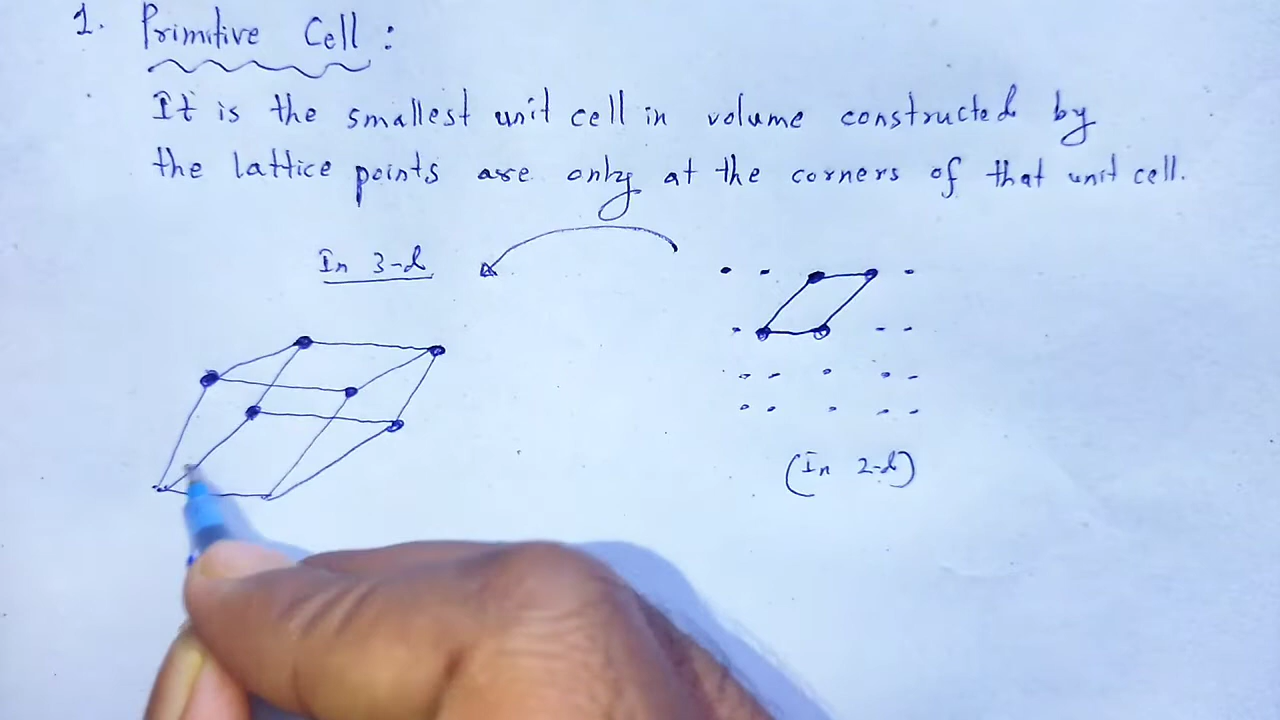 1. Primitive Cell :
It is the smallest unit cell in volume constructed by
the lattice points are only at the corners of that unit cell.
In 3-d
(In 2-d)